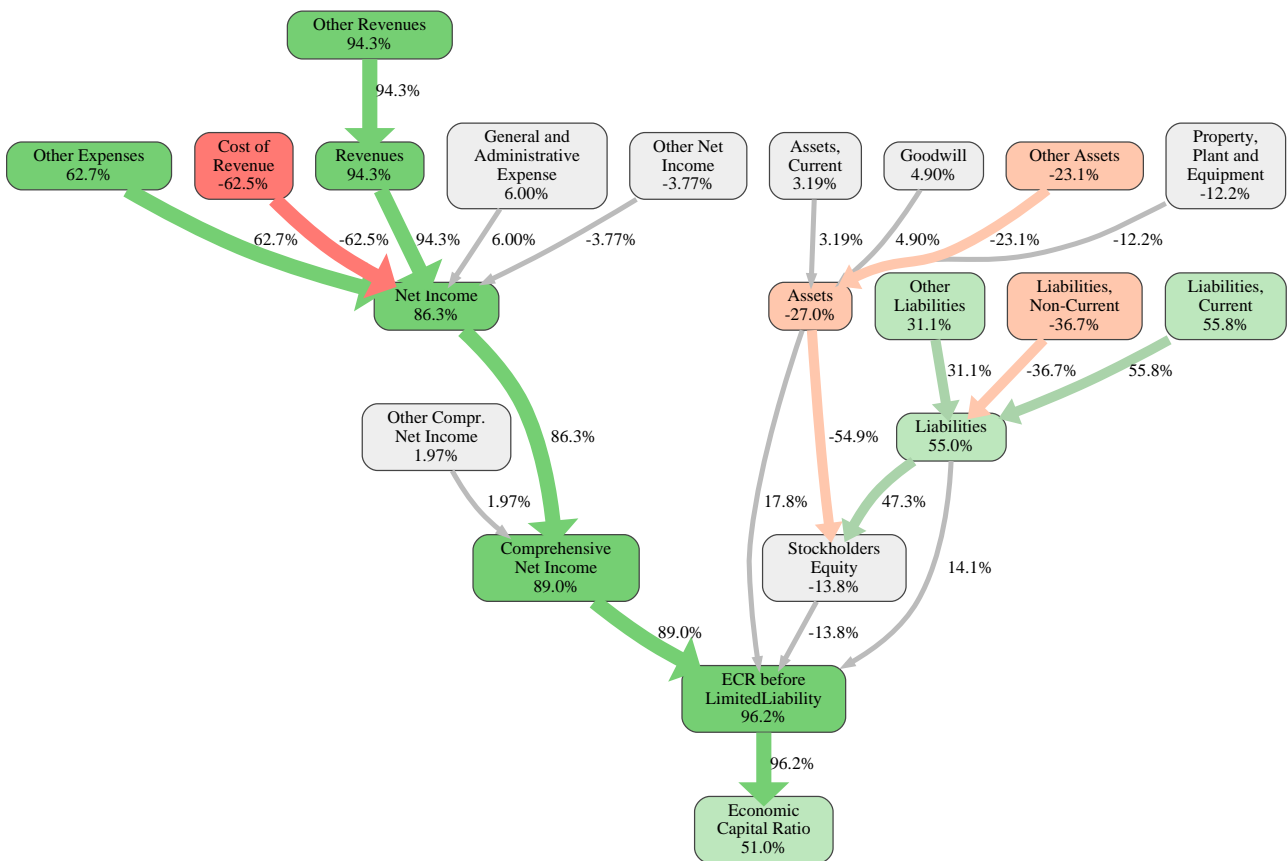 Other Revenues
94.3%
94.3%
Other Expenses
62.7%
Cost of
Revenue
-62.5%
Revenues
94.3%
General and
Administrative
Expense
6.00%
Other Net
Income
-3.77%
Assets,
Current
3.19%
Goodwill
4.90%
Other Assets
-23.1%
Property,
Plant and
Equipment
-12.2%
62.7%
-62.5%
94.3%
6.00%
-3.77%
3.19%
4.90%
-23.1%
-12.2%
Net Income
86.3%
Assets
-27.0%
Other
Liabilities
31.1%
Liabilities,
Non-Current
-36.7%
Liabilities,
Current
55.8%
31.1%
-36.7%
55.8%
Other Compr.
Net Income
1.97%
86.3%
-54.9%
Liabilities
55.0%
1.97%
17.8%
47.3%
Comprehensive
Net Income
89.0%
Stockholders
Equity
-13.8%
14.1%
89.0%
-13.8%
ECR before
LimitedLiability
96.2%
96.2%
Economic
Capital Ratio
51.0%